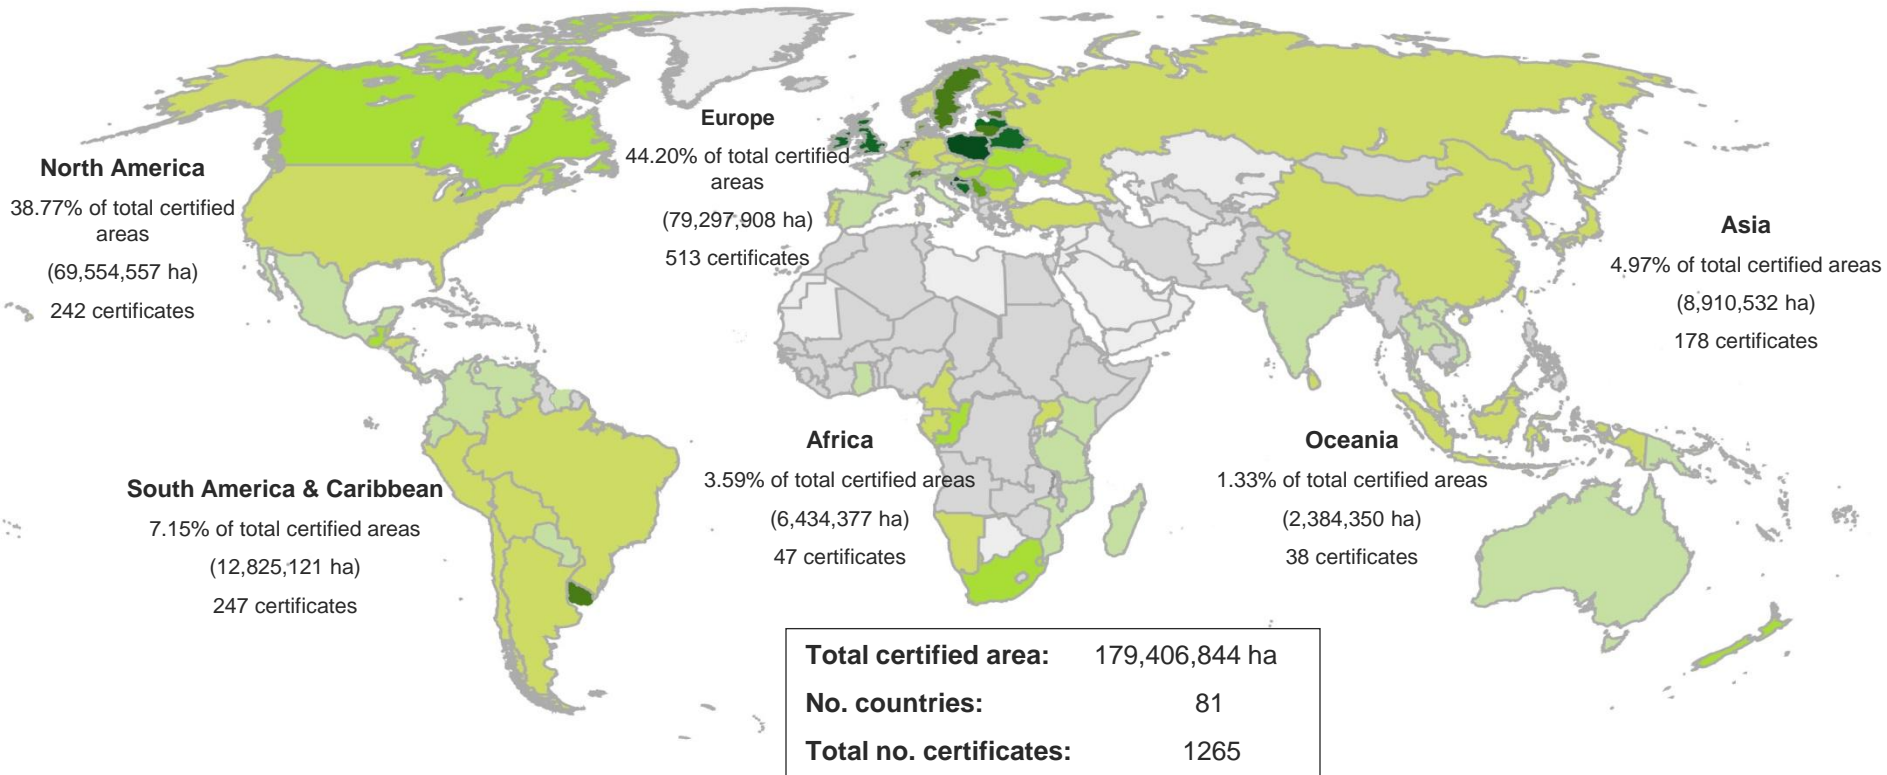 Europe
44.20% of total certified
areas
(79,297,908 ha)
513 certificates
North America
38.77% of total certified
areas
(69,554,557 ha)
242 certificates
Asia
4.97% of total certified areas
(8,910,532 ha)
178 certificates
South America & Caribbean
7.15% of total certified areas
(12,825,121 ha)
247 certificates
Africa
3.59% of total certified areas
(6,434,377 ha)
47 certificates
Oceania
1.33% of total certified areas
(2,384,350 ha)
38 certificates
Total certified area: 179,406,844 ha
No. countries: 81
Total no. certificates: 1265